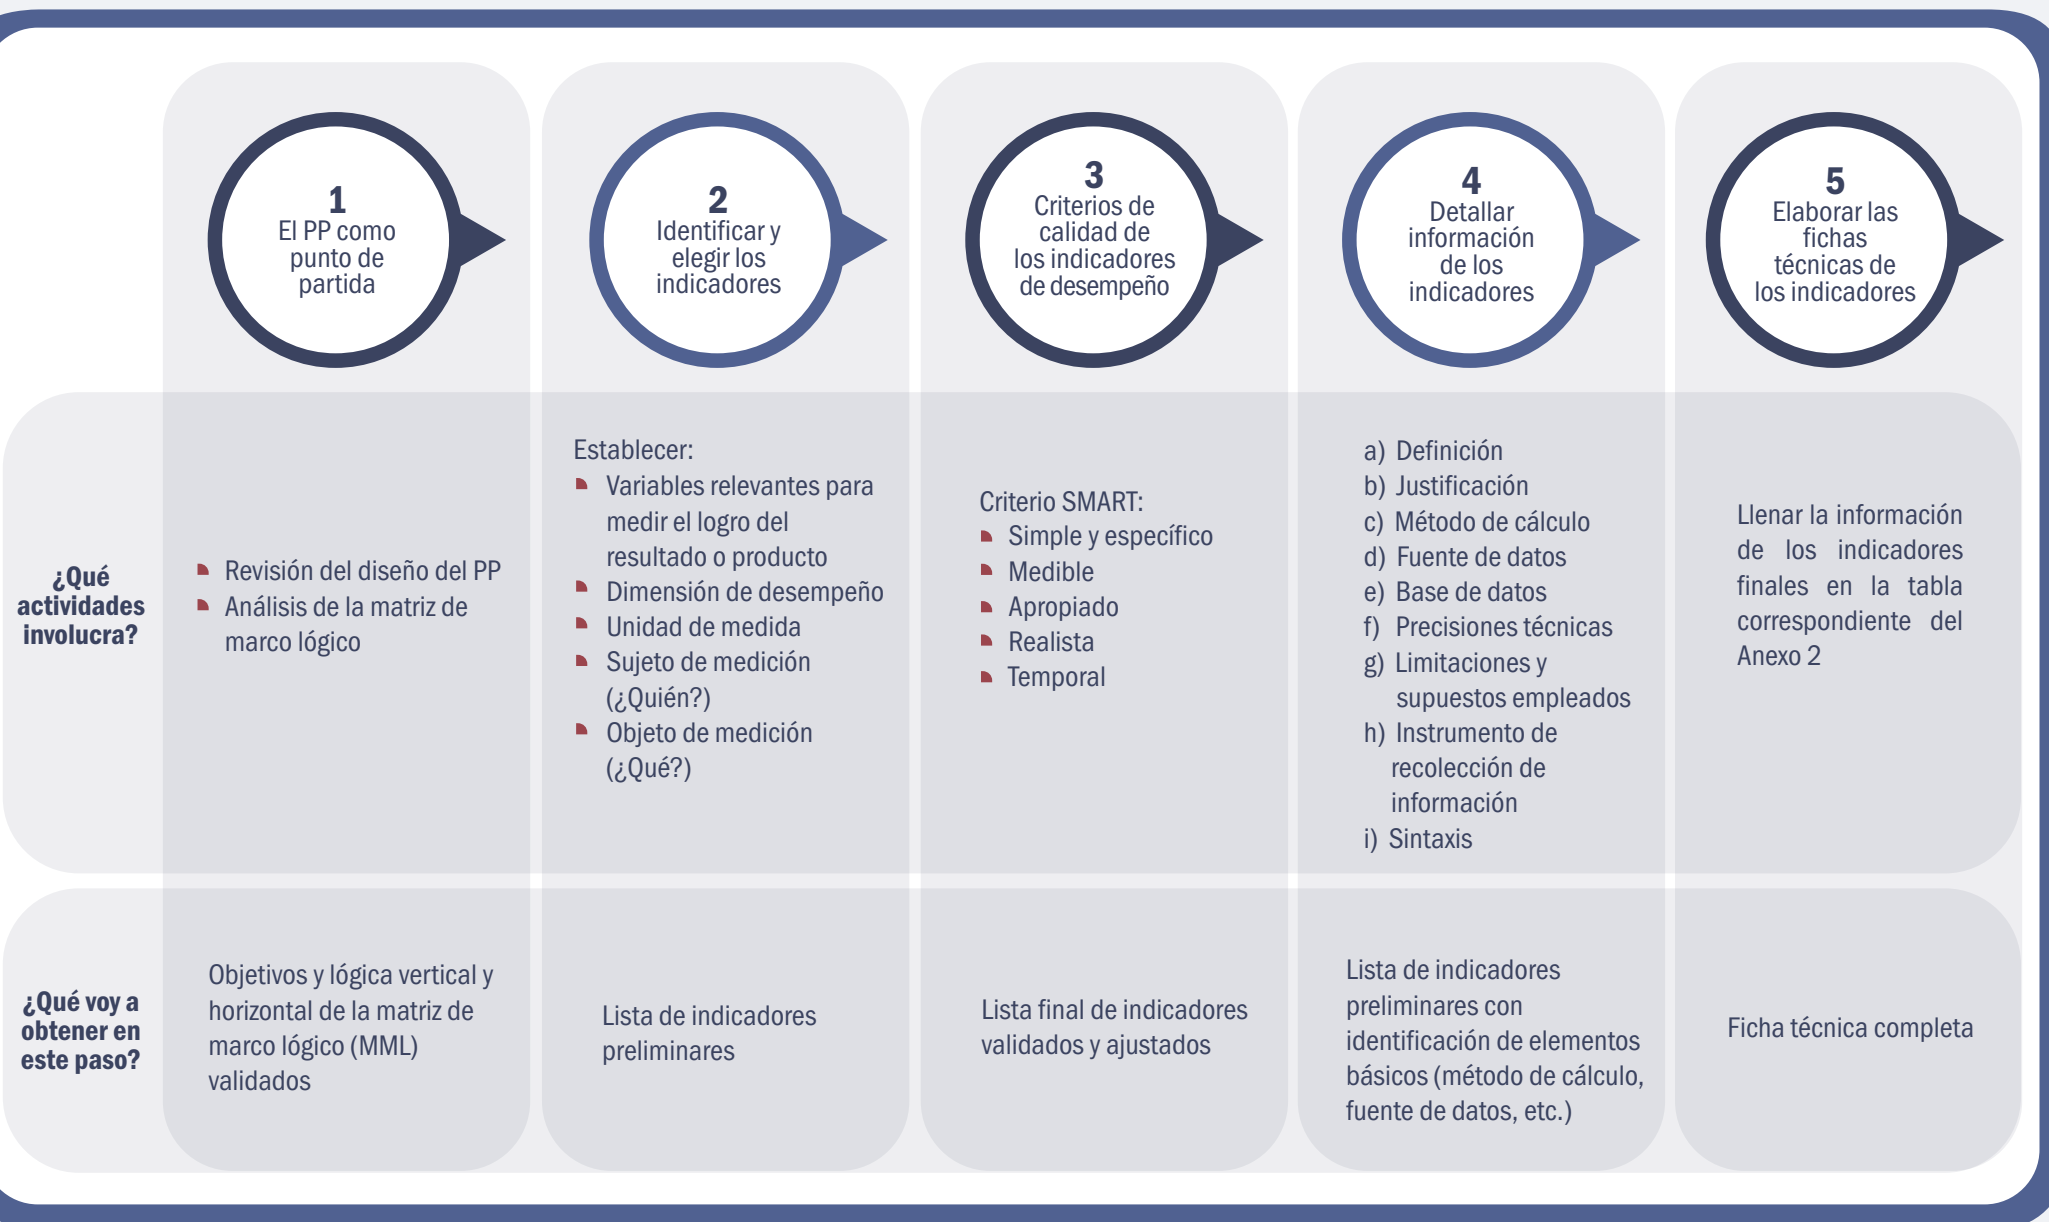 1
El PP como
punto de
partida
2
Identificar y
elegir los
indicadores
3
Criterios de
calidad de
los indicadores
de desempeño
4
Detallar
información
de los
indicadores
5
Elaborar las
fichas
técnicas de
los indicadores
¿Qué
actividades
involucra?
Revisión del diseño del PP
Análisis de la matriz de
marco lógico
Establecer:
Variables relevantes para
medir el logro del
resultado o producto
Dimensión de desempeño
Unidad de medida
Sujeto de medición
(¿Quién?)
Objeto de medición
(¿Qué?)
Criterio SMART:
Simple y específico
Medible
Apropiado
Realista
Temporal
a) Definición
b) Justificación
c) Método de cálculo
d) Fuente de datos
e) Base de datos
f) Precisiones técnicas
g) Limitaciones y
supuestos empleados
h) Instrumento de
recolección de
información
i) Sintaxis
Llenar la información
de los indicadores
finales en la tabla
correspondiente del
Anexo 2
¿Qué voy a
obtener en
este paso?
Objetivos y lógica vertical y
horizontal de la matriz de
marco lógico (MML)
validados
Lista de indicadores
preliminares
Lista final de indicadores
validados y ajustados
Lista de indicadores
preliminares con
identificación de elementos
básicos (método de cálculo,
fuente de datos, etc.)
Ficha técnica completa